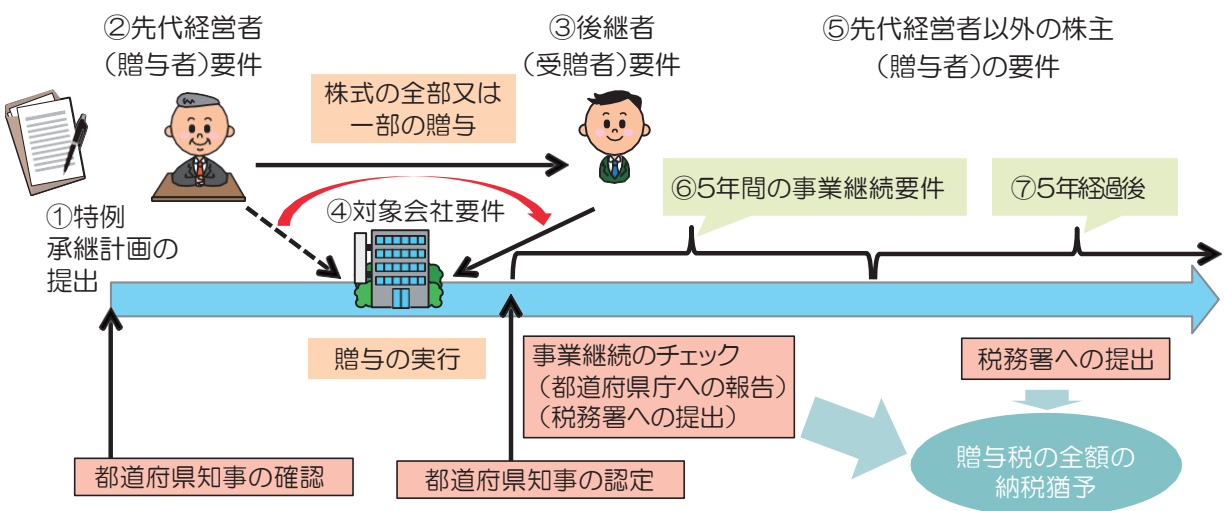 ②先代経営者
（贈与者）要件
③後継者
（受贈者）要件
⑤先代経営者以外の株主
（贈与者）の要件
株式の全部又は
一部の贈与
①特例
承継計画の
提出
④対象会社要件
⑥5年間の事業継続要件
⑦5年経過後
贈与の実行
事業継続のチェック
（都道府県庁への報告）
（税務署への提出）
税務署への提出
都道府県知事の確認
都道府県知事の認定
贈与税の全額の
納税猶予